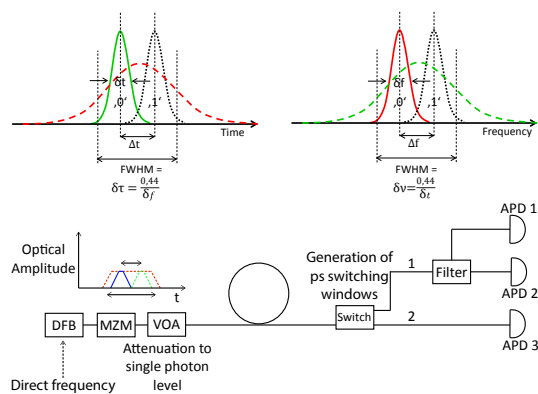 δt
‚0‘
‚1‘
Time
Δt
FWHM =
δτ = 0,44/δf
δf
‚0‘
‚1‘
Frequency
Δf
FWHM =
δν= 0,44/δt
Optical
Amplitude
t
DFB
MZM
VOA
Attenuation to
single photon
level
Direct frequency
Generation of
ps switching
windows
Switch
1
2
Filter
APD 1
APD 2
APD 3